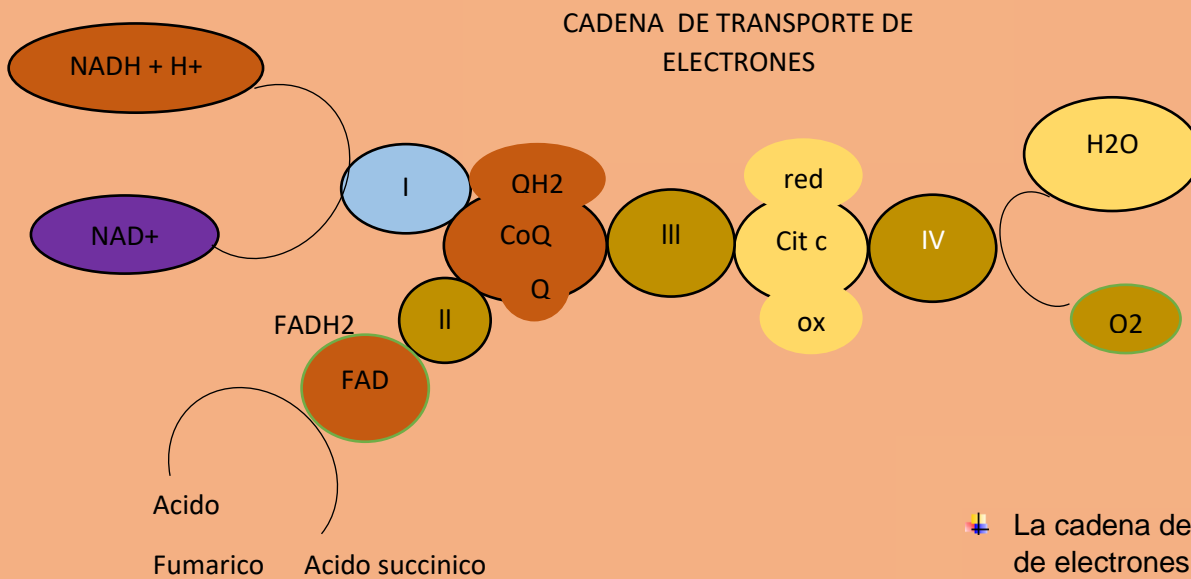 CADENA DE TRANSPORTE DE
ELECTRONES
NADH + H+
H2O
I
QH2
red
NAD+
CoQ
III
Cit c
IV
Q
II
ox
O2
FADH2
FAD
Acido
Fumarico
Acido succinico
La cadena de
de electrones